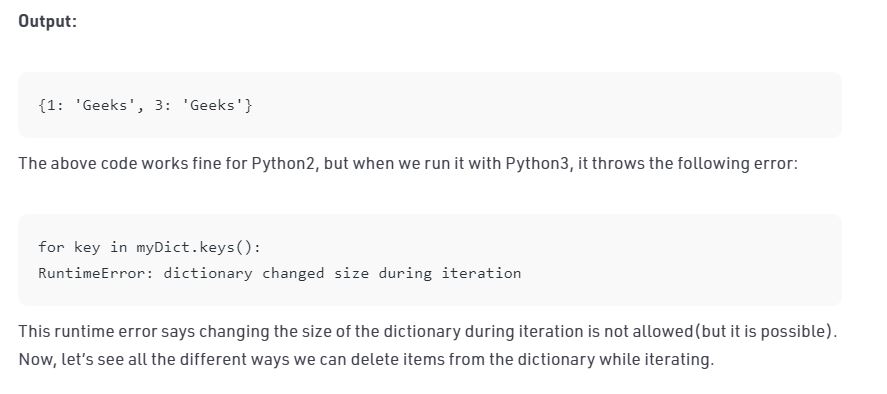 Output:
{1: 'Geeks', 3: 'Geeks'}
The above code works fine for Python2, but when we run it with Python3, it throws the following error:
for key in myDict.keys():
RuntimeError: dictionary changed size during iteration
This runtime error says changing the size of the dictionary during iteration is not allowed(but it is possible).
Now, let’s see all the different ways we can delete items from the dictionary while iterating.